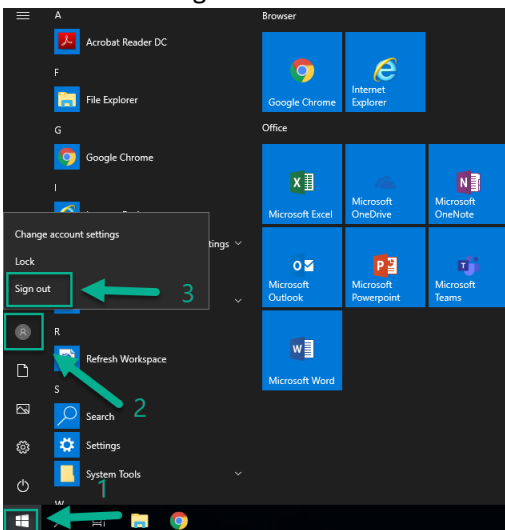 A
Acrobat Reader DC
F
File Explorer
G
Google Chrome
I
Change account settings
Lock
Sign out
tings
3
R
Refresh Workspace
2
S
Search
Settings
System Tools
1
W
Browser
Google Chrome
Internet
Explorer
Office
Microsoft Excel
Microsoft
OneDrive
Microsoft
OneNote
Microsoft
Outlook
Microsoft
Powerpoint
Microsoft
Teams
Microsoft Word